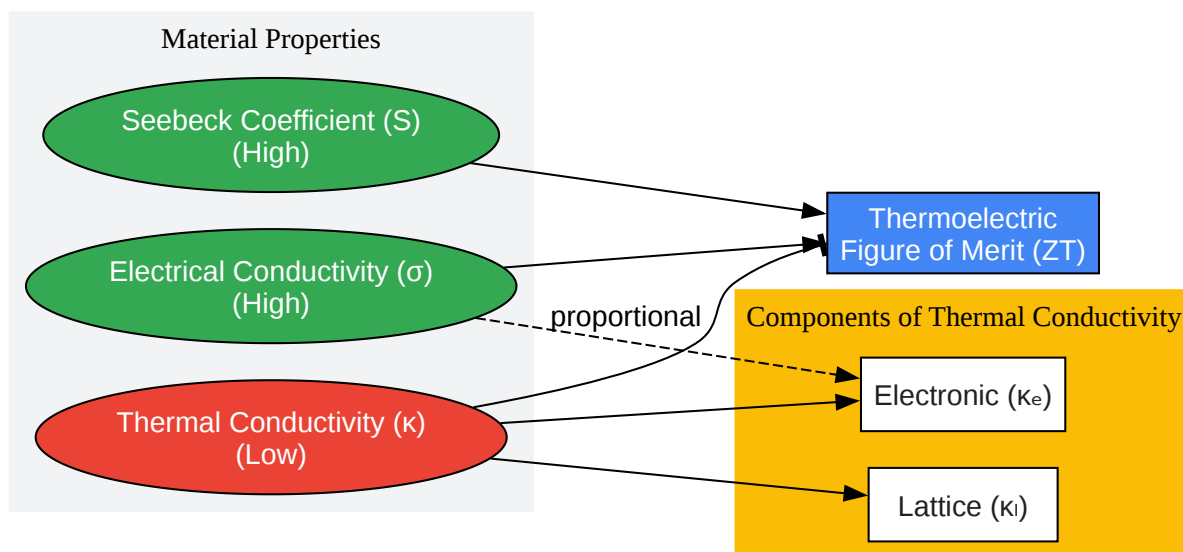 Material Properties
Seebeck Coefficient (S)
(High)
Electrical Conductivity (σ)
(High)
Thermal Conductivity (κ)
(Low)
proportional
Thermoelectric
Figure of Merit (ZT)
Components of Thermal Conductivity
Electronic (κₑ)
Lattice (κₗ)